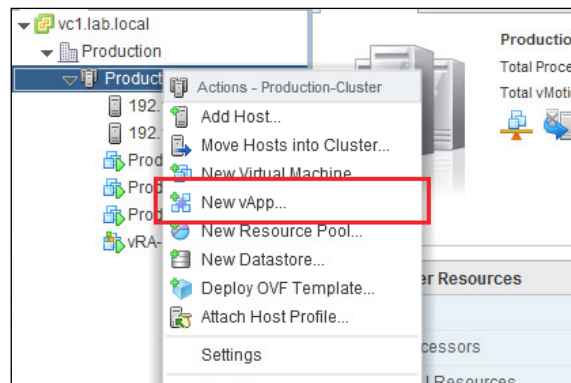 vc1.lab.local
Production
Product
Actions - Production-Cluster
192.
Add Host...
192.
Move Hosts into Cluster...
Prod
New Virtual Machine
Prod
New vApp...
Prod
New Resource Pool...
vRA-
New Datastore...
Deploy OVF Template...
Attach Host Profile...
Settings
Productio
Total Proce
Total vMoti
er Resources
cessors
l Resources